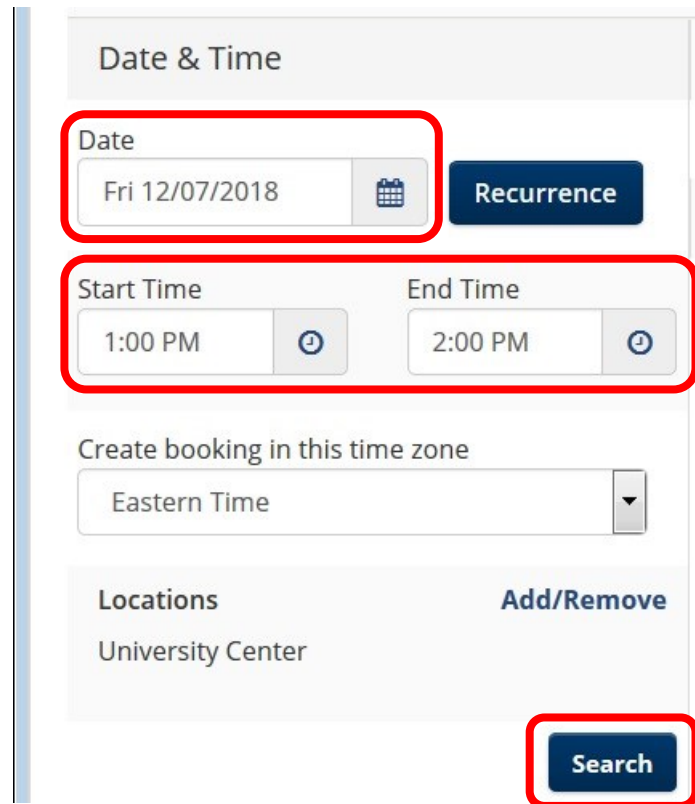 Date & Time
Date
Fri 12/07/2018
Recurrence
Start Time
End Time
1:00 PM
2:00 PM
Create booking in this time zone
Eastern Time
Locations
Add/Remove
University Center
Search